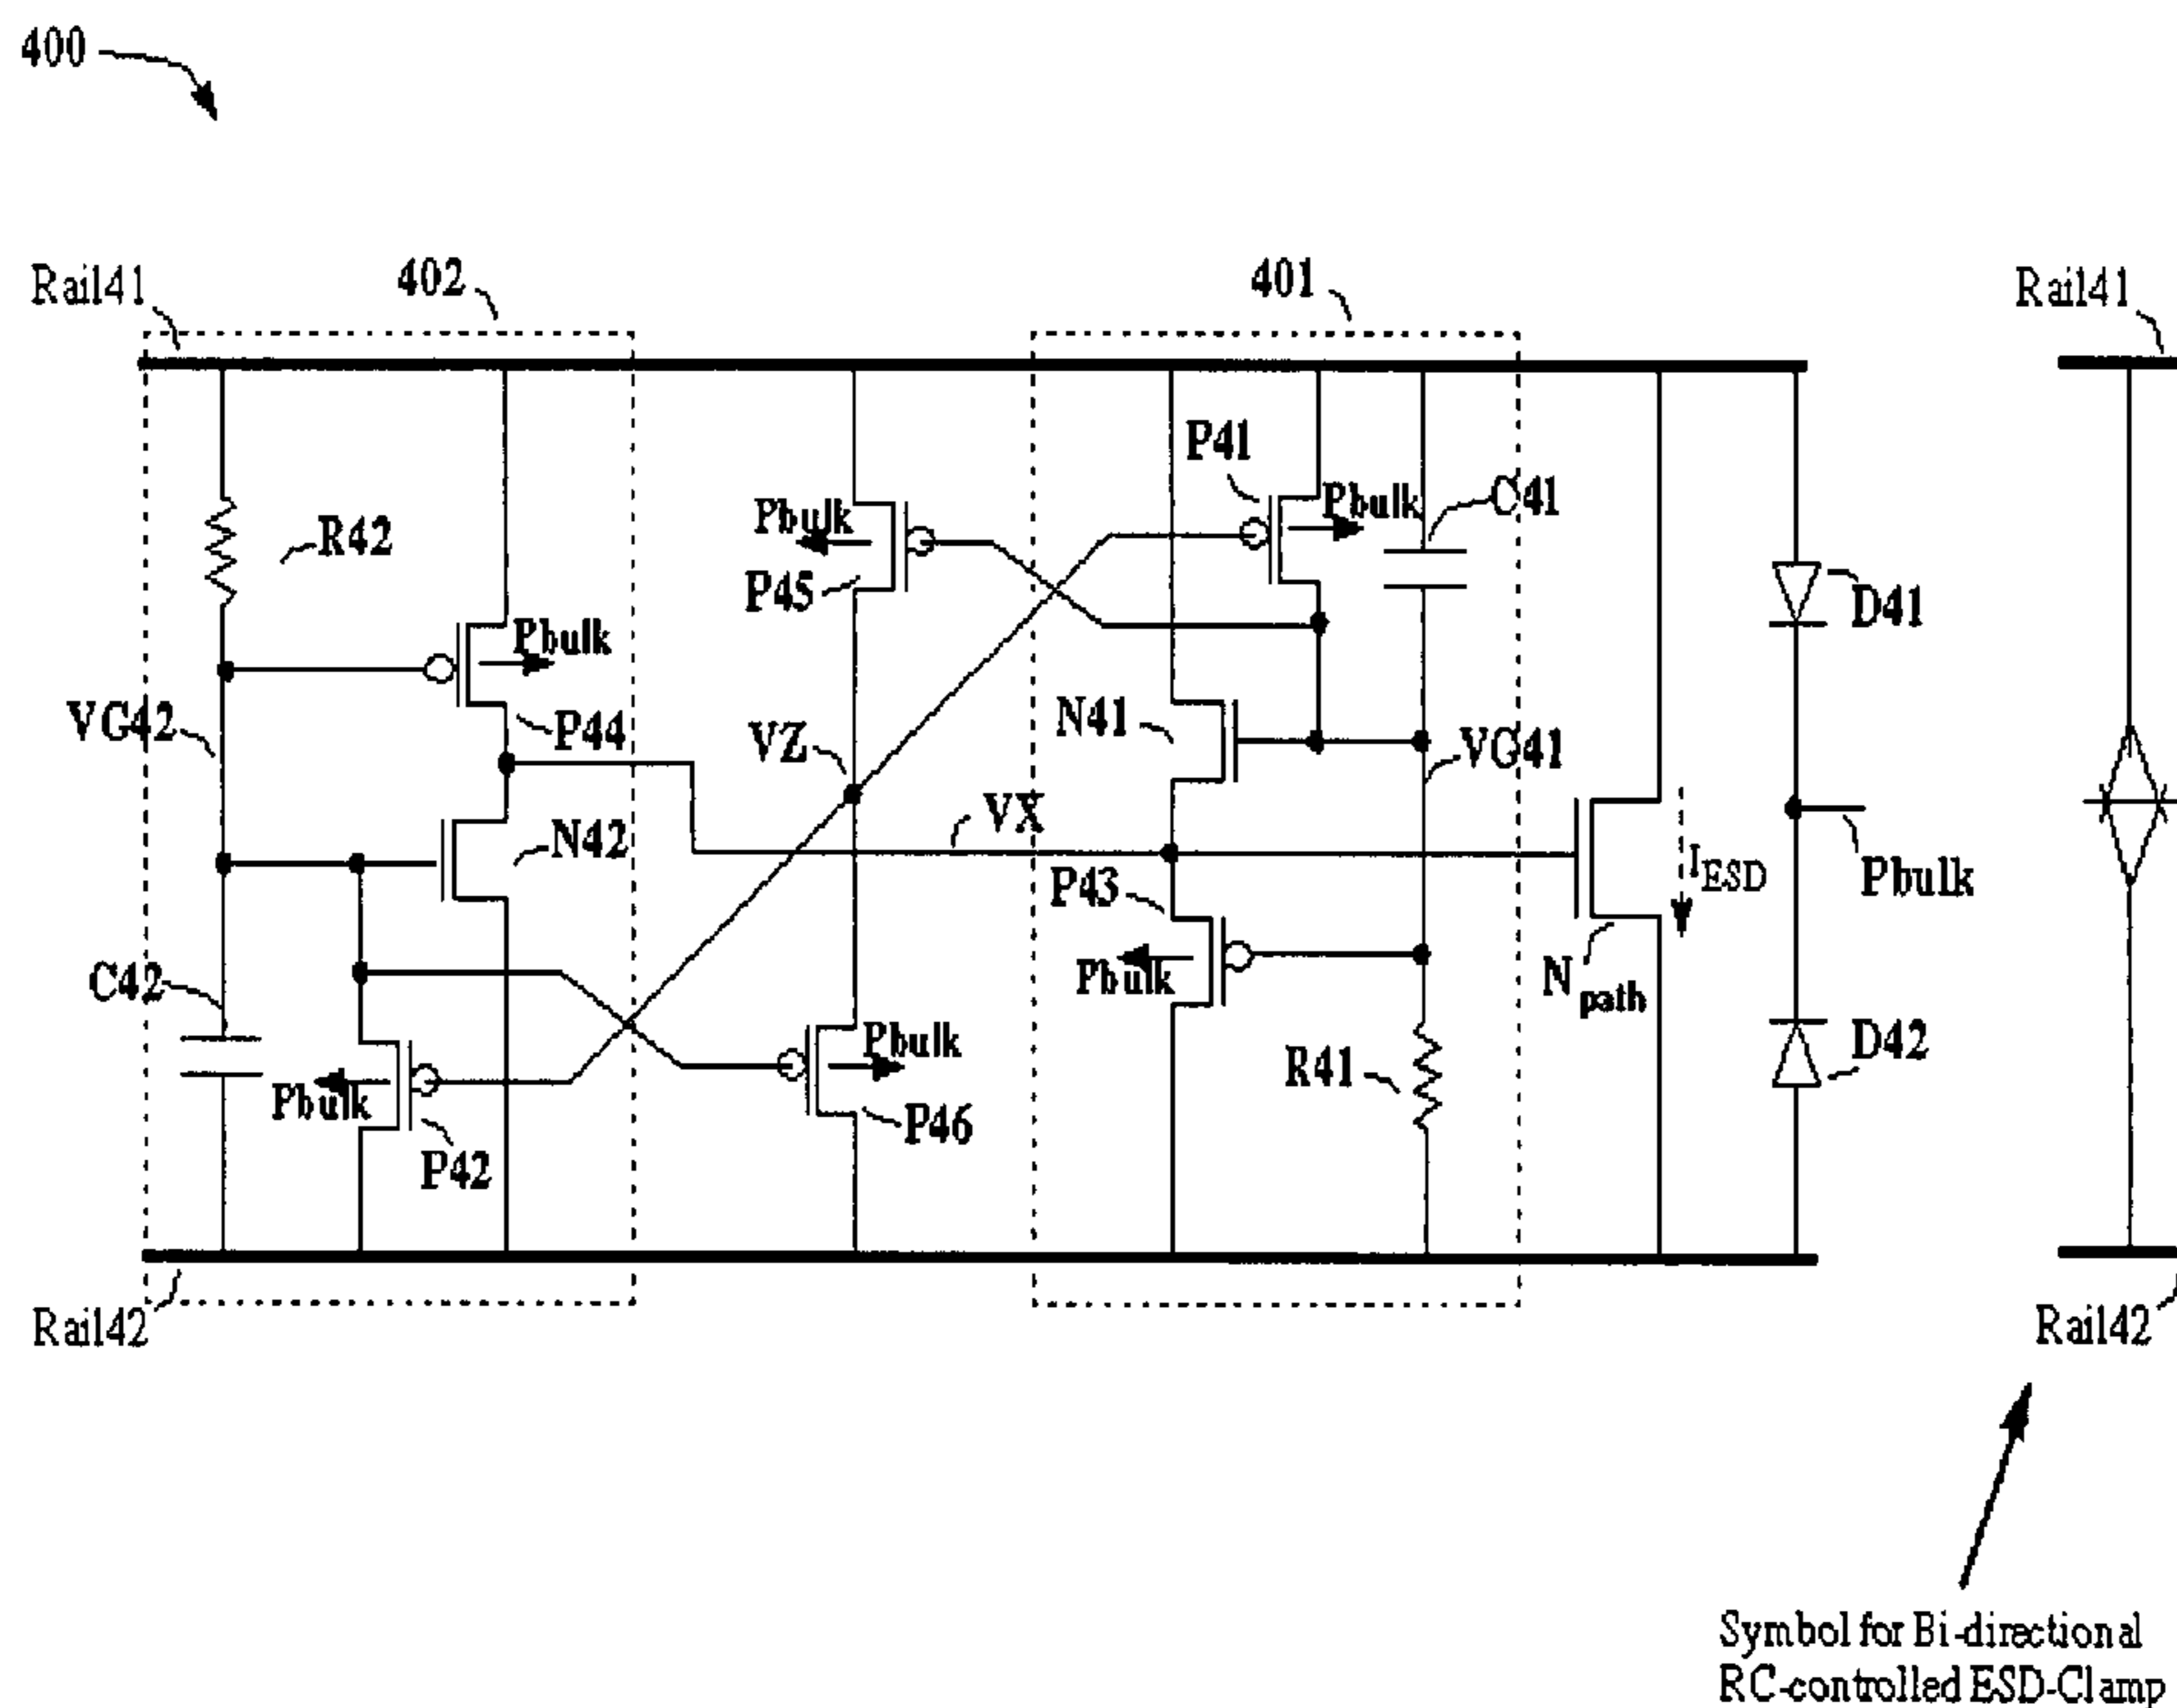 400
Rail41
402
401
Rail41
P41
Pbulk
C41
Pbulk
R42
P45
D41
Pbulk
VG42
P44
VZ
N41
VG41
N42
VX
P43
I ESD
Pbulk
C42
Pbulk
N path
Pbulk
R41
D42
Pbulk
P46
P42
Rail42
Rail42
Symbol for Bi-directional
RC-controlled ESD-Clamp